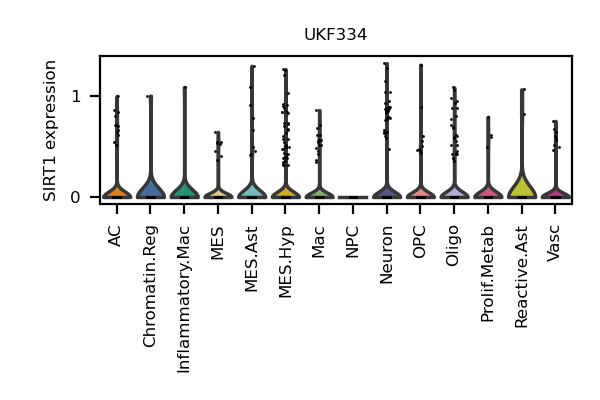 UKF334
SIRT1 expression
1
0
AC
Chromatin.Reg
Inflammatory.Mac
MES
MES.Ast
MES.Hyp
Mac
NPC
Neuron
OPC
Oligo
Prolif.Metab
Reactive.Ast
Vasc